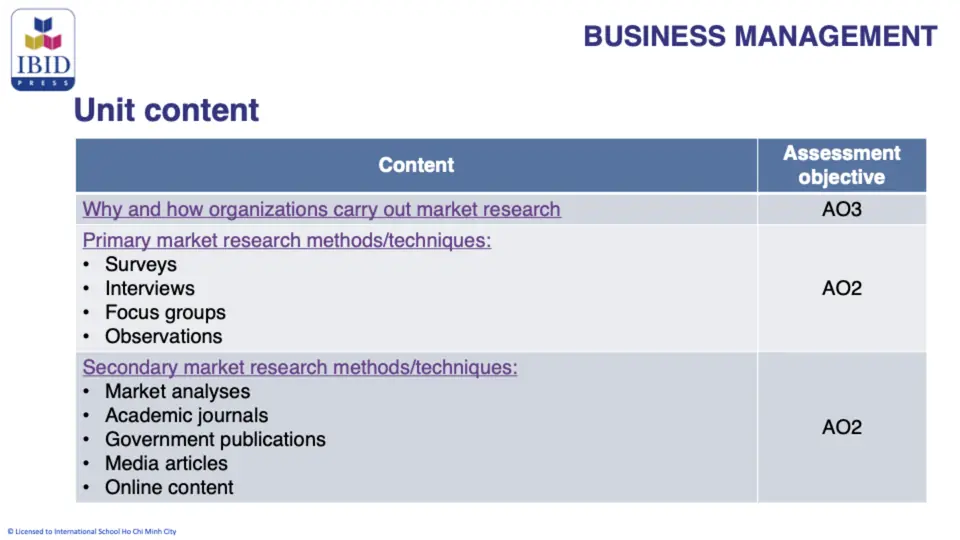 IBID
PRESS
BUSINESS MANAGEMENT
Unit content
Content
Assessment
objective
Why and how organizations carry out market research
AO3
Primary market research methods/techniques:
• Surveys
• Interviews
• Focus groups
• Observations
AO2
Secondary market research methods/techniques:
• Market analyses
• Academic journals
• Government publications
• Media articles
• Online content
AO2
© Licensed to International School Ho Chi Minh City